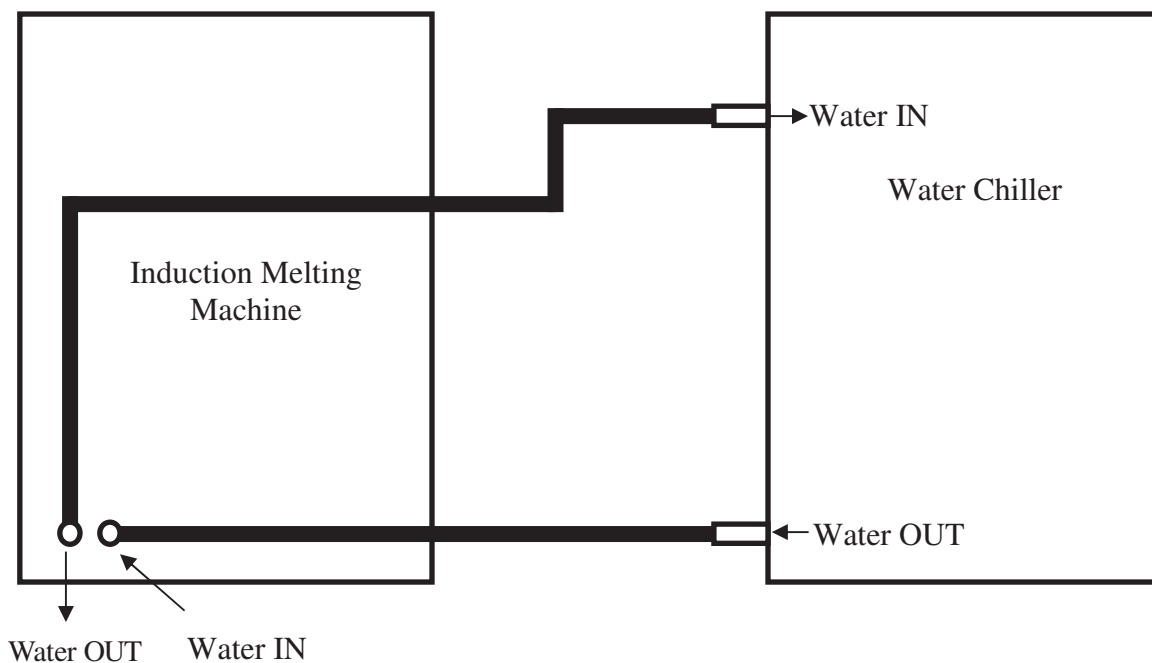 Water IN
Water Chiller
Induction Melting
Machine
Water OUT
Water OUT
Water IN